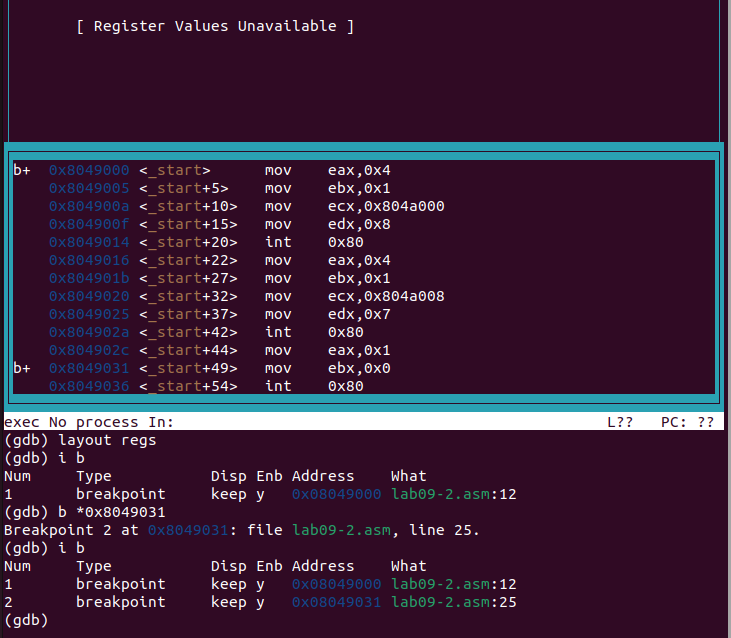 [ Register Values Unavailable ]
b+ 0x8049000 <_start> mov eax,0x4
0x8049005 <_start+5> mov ebx,0x1
0x804900a <_start+10> mov ecx,0x804a000
0x804900f <_start+15> mov edx,0x8
0x8049014 <_start+20> int 0x80
0x8049016 <_start+22> mov eax,0x4
0x804901b <_start+27> mov ebx,0x1
0x8049020 <_start+32> mov ecx,0x804a008
0x8049025 <_start+37> mov edx,0x7
0x804902a <_start+42> int 0x80
0x804902c <_start+44> mov eax,0x1
b+ 0x8049031 <_start+49> mov ebx,0x0
0x8049036 <_start+54> int 0x80
exec No process In: L?? PC: ??
(gdb) layout regs
(gdb) i b
Num Type Disp Enb Address What
1 breakpoint keep y 0x08049000 lab09-2.asm:12
(gdb) b *0x8049031
Breakpoint 2 at 0x8049031: file lab09-2.asm, line 25.
(gdb) i b
Num Type Disp Enb Address What
1 breakpoint keep y 0x08049000 lab09-2.asm:12
2 breakpoint keep y 0x08049031 lab09-2.asm:25
(gdb)